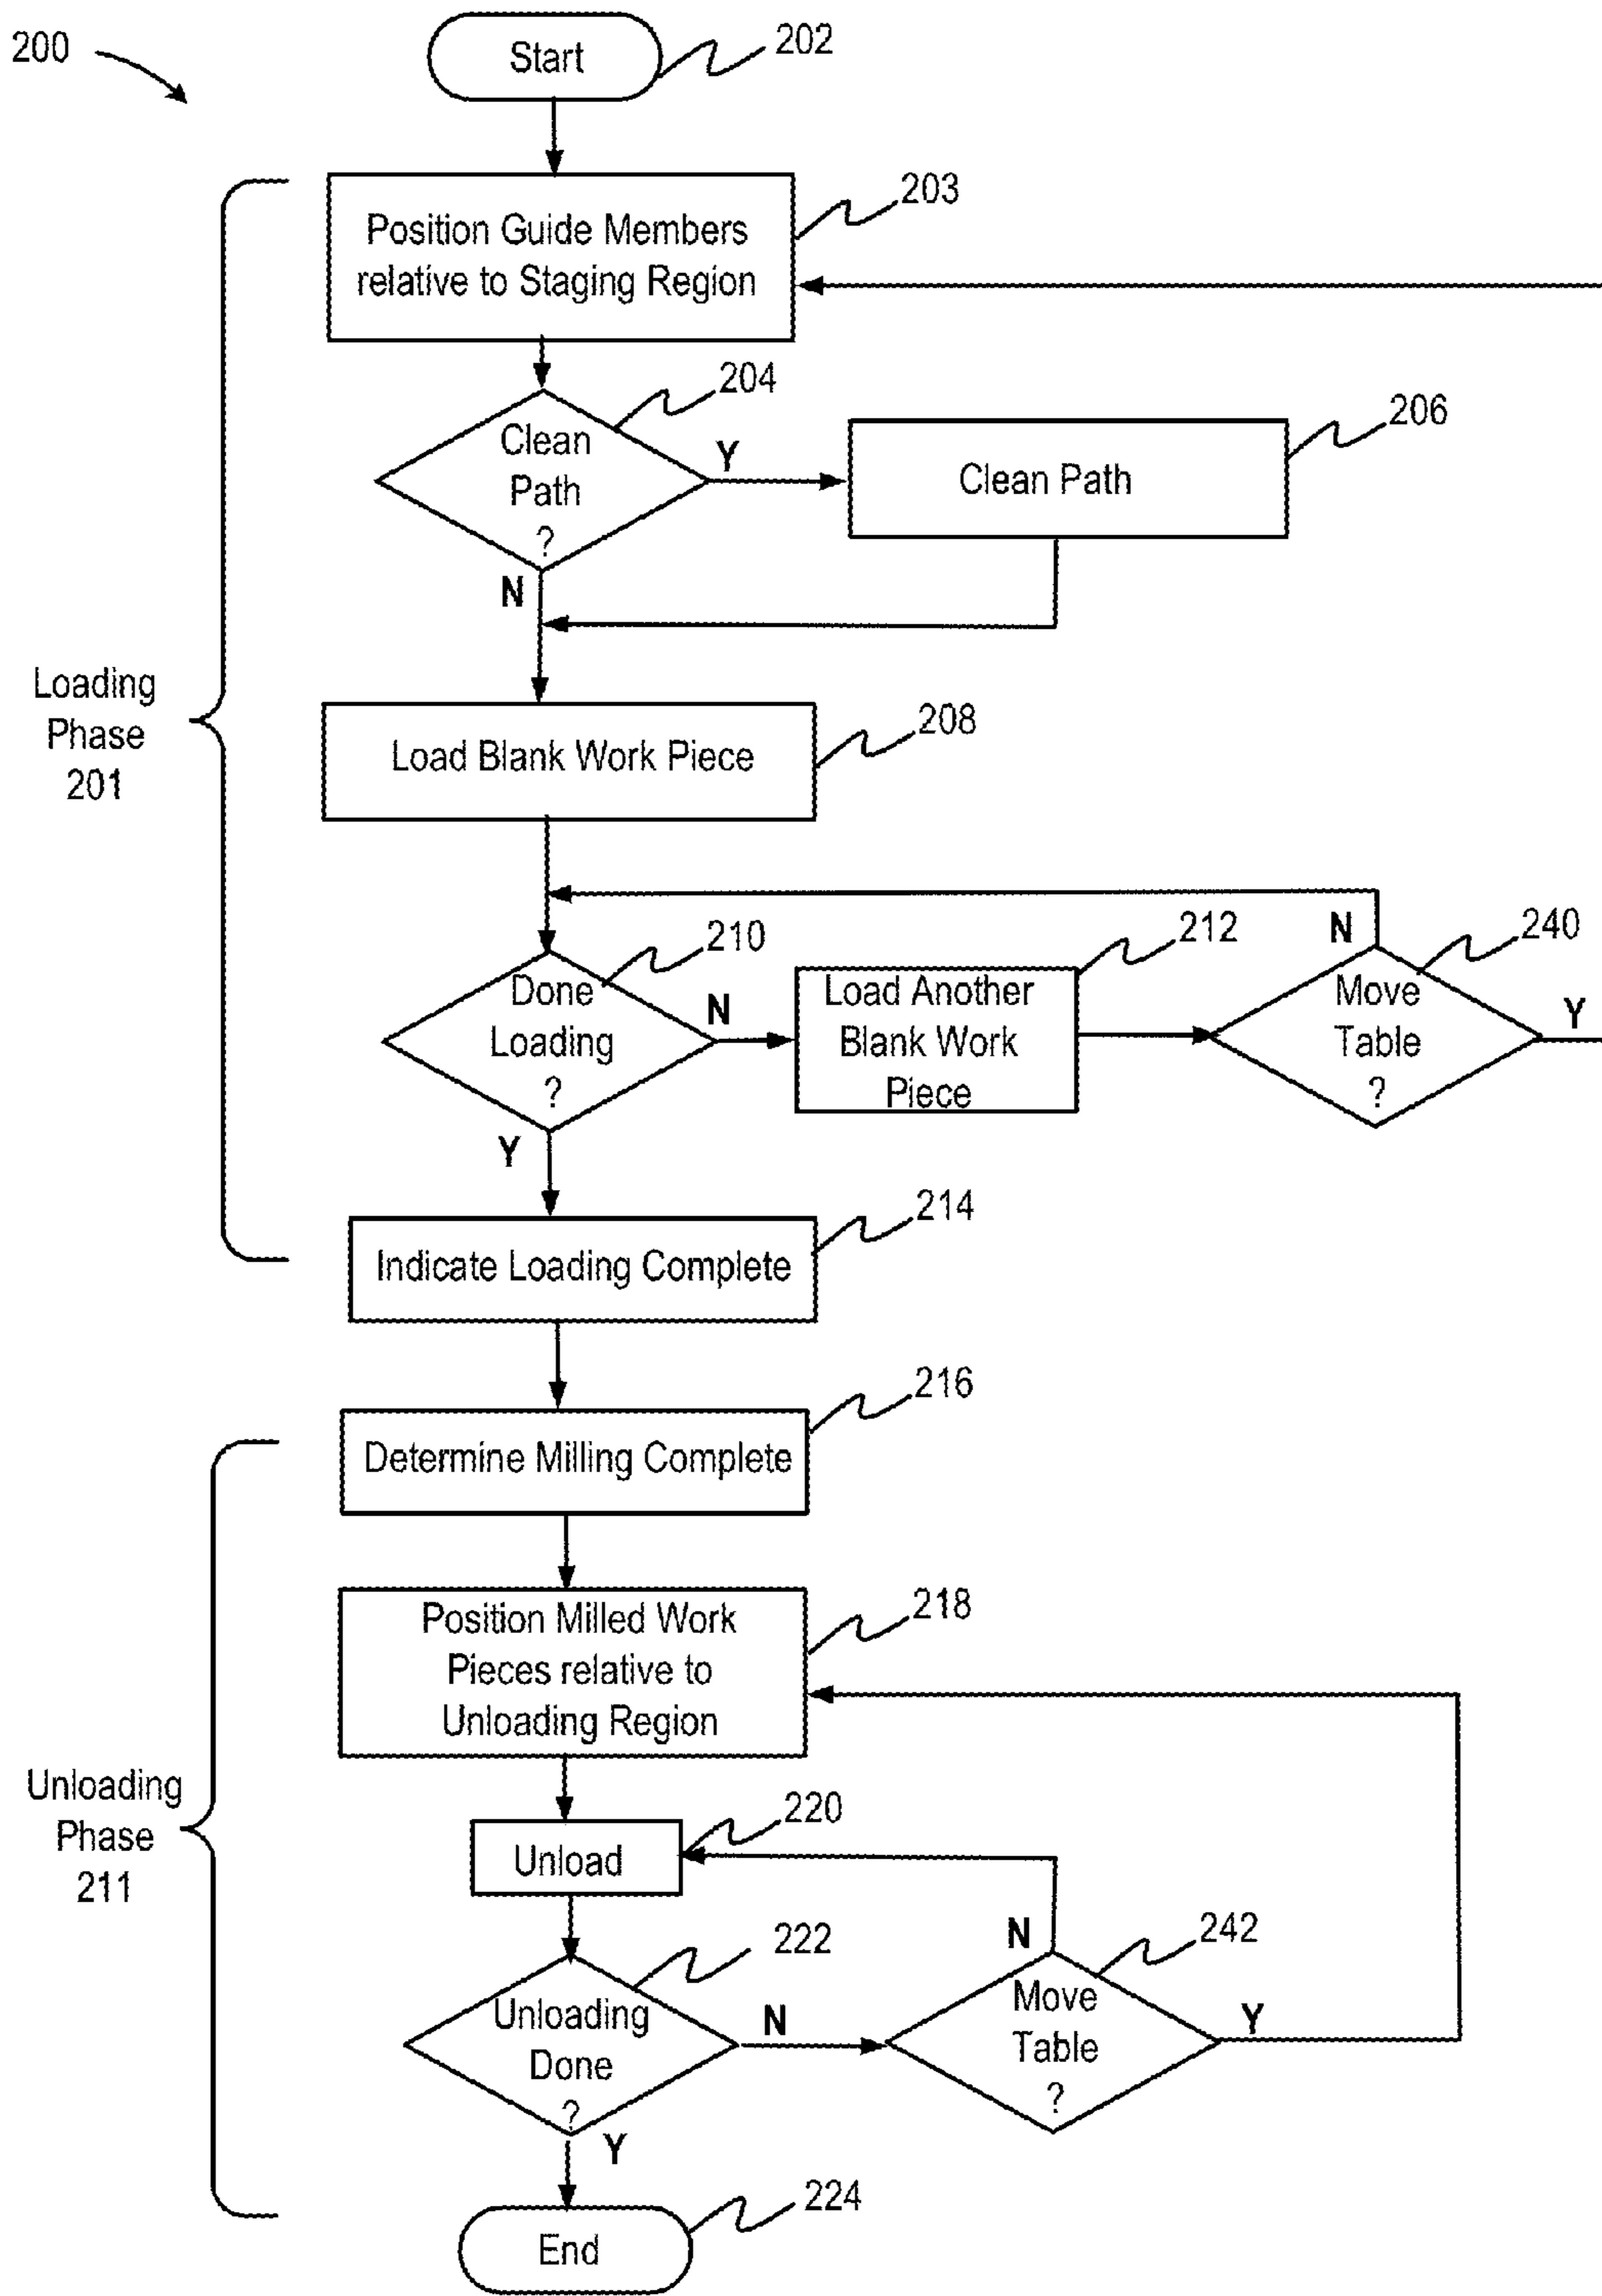 200
Start
202
Position Guide Members
relative to Staging Region
203
Clean
Path
?
204
Y
N
Clean Path
206
Loading
Phase
201
Load Blank Work Piece
208
Done
Loading
?
210
N
Y
Load Another
Blank Work
Piece
212
Move
Table
?
240
N
Y
Indicate Loading Complete
214
Determine Milling Complete
216
Position Milled Work
Pieces relative to
Unloading Region
218
Unloading
Phase
211
Unload
220
Unloading
Done
?
222
N
Y
Move
Table
?
242
N
Y
End
224